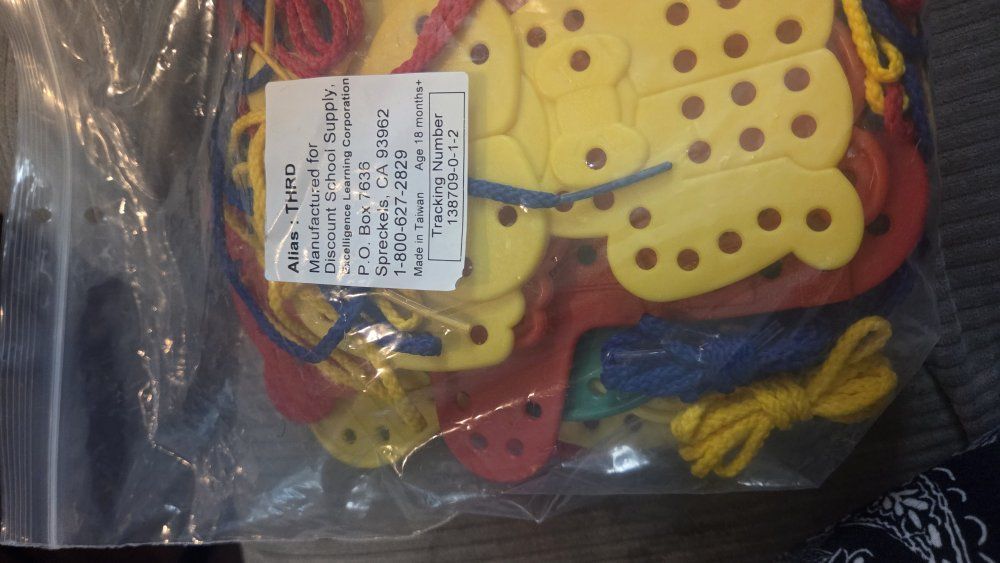 Alias : THRD
Manufactured for
Discount School Supply,
Excelligence Learning Corporation
P.O. Box 7636
Spreckels, CA 93962
1-800-627-2829
Made in Taiwan Age 18 months+
Tracking Number
138709-0-1-2